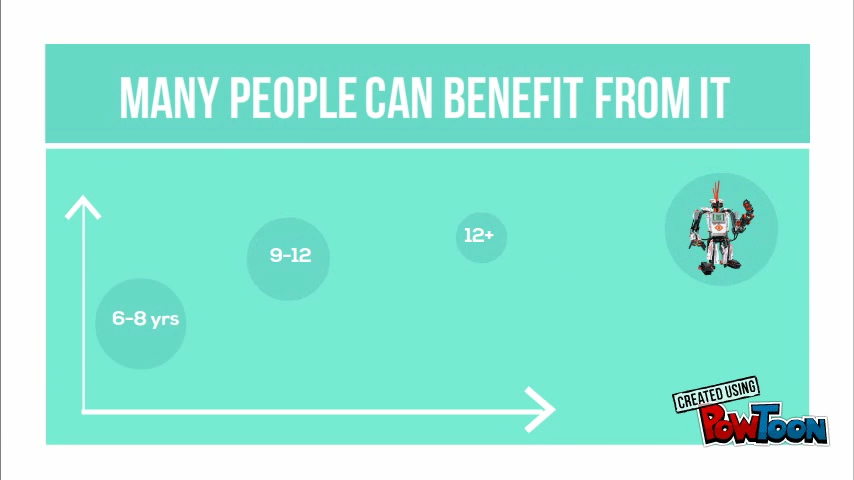 MANY PEOPLE CAN BENEFIT FROM IT
12+
9-12
6-8 yrs
CREATED USING
POWTOON